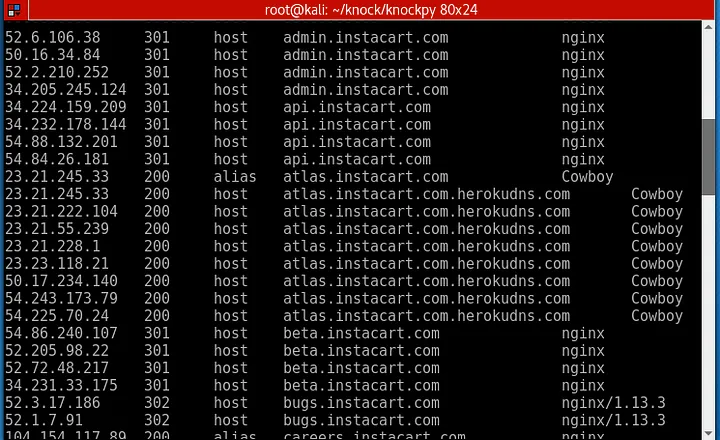 root@kali: ~/knock/knockpy 80x24
52.6.106.38 301 host admin.instacart.com nginx
50.16.34.84 301 host admin.instacart.com nginx
52.2.210.252 301 host admin.instacart.com nginx
34.205.245.124 301 host admin.instacart.com nginx
34.224.159.209 301 host api.instacart.com nginx
34.232.178.144 301 host api.instacart.com nginx
54.88.132.201 301 host api.instacart.com nginx
54.84.26.181 301 host api.instacart.com nginx
23.21.245.33 200 alias atlas.instacart.com Cowboy
23.21.245.33 200 host atlas.instacart.com.herokudns.com Cowboy
23.21.222.104 200 host atlas.instacart.com.herokudns.com Cowboy
23.21.55.239 200 host atlas.instacart.com.herokudns.com Cowboy
23.21.228.1 200 host atlas.instacart.com.herokudns.com Cowboy
23.23.118.21 200 host atlas.instacart.com.herokudns.com Cowboy
50.17.234.140 200 host atlas.instacart.com.herokudns.com Cowboy
54.243.173.79 200 host atlas.instacart.com.herokudns.com Cowboy
54.225.70.24 200 host atlas.instacart.com.herokudns.com Cowboy
54.86.240.107 301 host beta.instacart.com nginx
52.205.98.22 301 host beta.instacart.com nginx
52.72.48.217 301 host beta.instacart.com nginx
34.231.33.175 301 host beta.instacart.com nginx
52.3.17.186 302 host bugs.instacart.com nginx/1.13.3
52.1.7.91 302 host bugs.instacart.com nginx/1.13.3
104.154.117.89 200 alias careers.instacart.com nginx